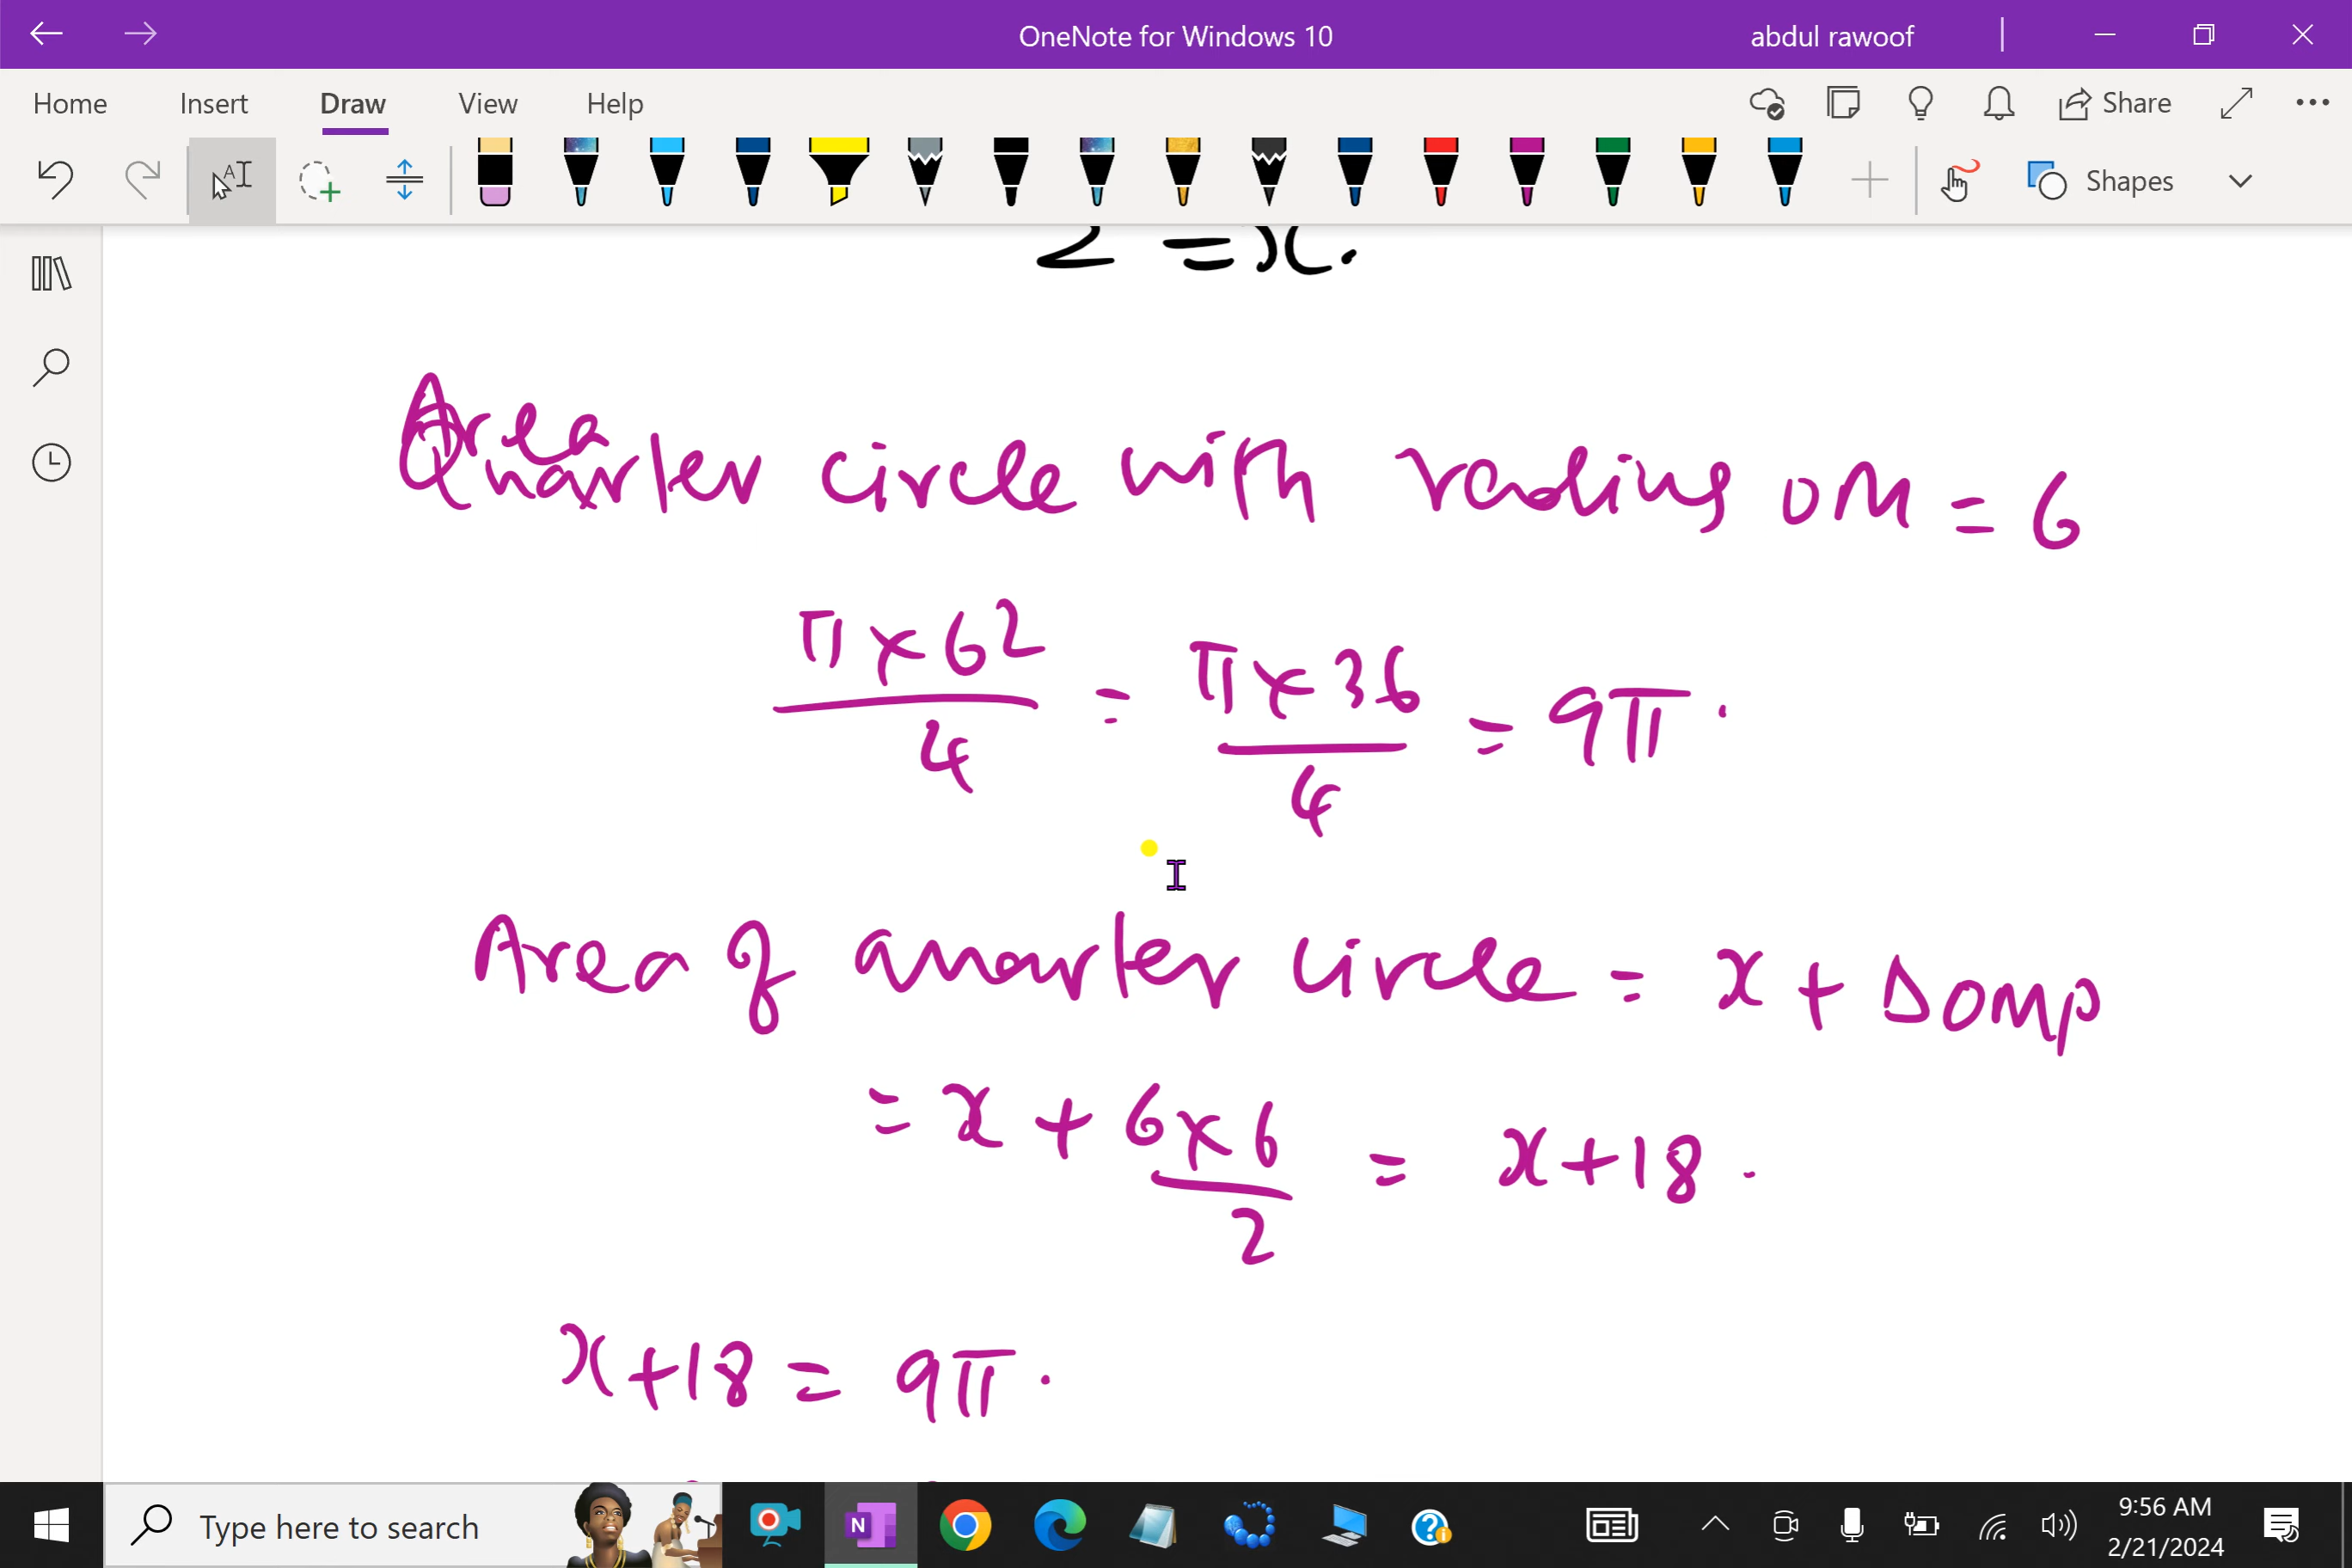 OneNote for Windows 10
abdul rawoof
Home Insert Draw View Help
Share
Shapes
2 = x.
Area
Quarter circle with radius OM = 6
π×6²/4 = π×36/4 = 9π.
Area of quarter circle = x + ΔOMP
= x + 6×6/2 = x+18.
x+18 = 9π.
Type here to search
9:56 AM
2/21/2024